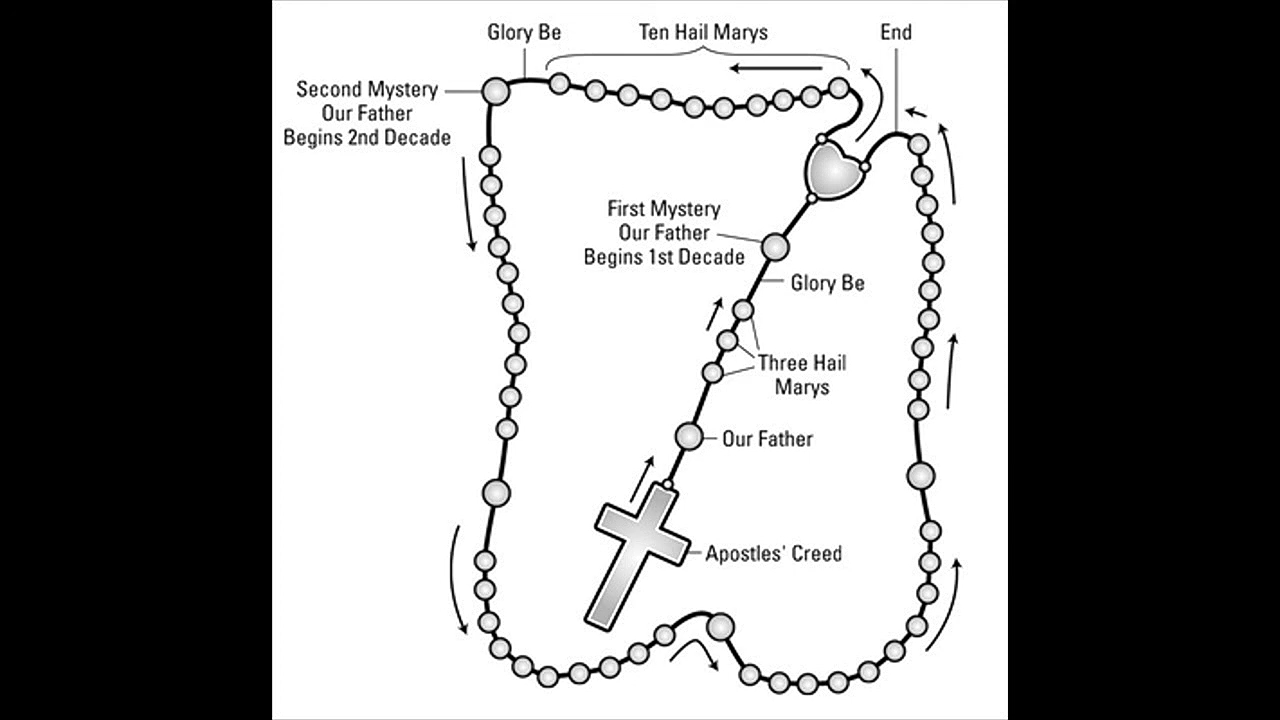 Glory Be
Ten Hail Marys
End
Second Mystery
Our Father
Begins 2nd Decade
First Mystery
Our Father
Begins 1st Decade
Glory Be
Three Hail
Marys
Our Father
Apostles' Creed